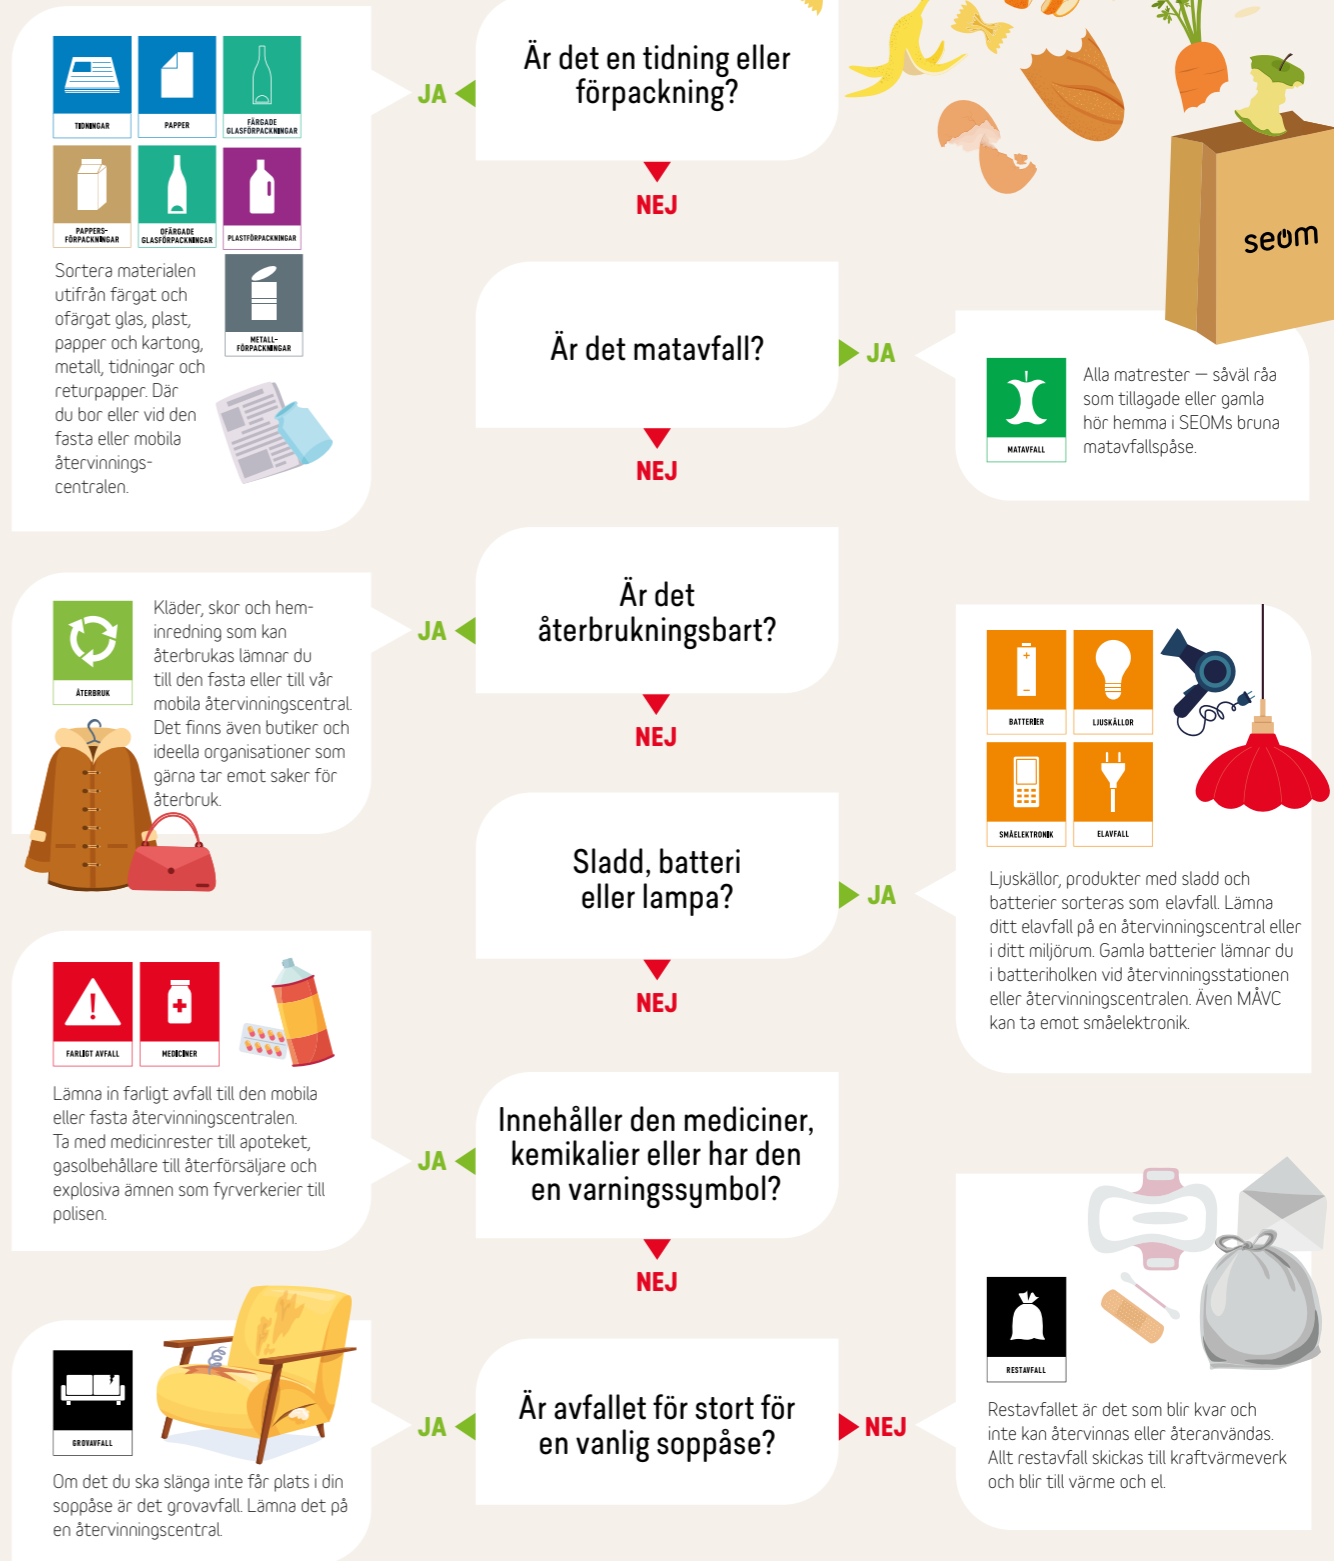 Är det en tidning eller
förpackning?
JA
NEJ
TIDNINGAR
PAPPER
FÄRGADE
GLASFÖRPACKNINGAR
PAPPERS-
FÖRPACKNINGAR
OFÄRGADE
GLASFÖRPACKNINGAR
PLASTFÖRPACKNINGAR
METALL-
FÖRPACKNINGAR
Sortera materialen
utifrån färgat och
ofärgat glas, plast,
papper och kartong,
metall, tidningar och
returpapper. Där
du bor eller vid den
fasta eller mobila
återvinnings-
centralen.
seom
Är det matavfall?
JA
NEJ
MATAVFALL
Alla matrester – såväl råa
som tillagade eller gamla
hör hemma i SEOMs bruna
matavfallspåse.
Är det
återbrukningsbart?
JA
NEJ
ÅTERBRUK
Kläder, skor och hem-
inredning som kan
återbrukas lämnar du
till den fasta eller till vår
mobila återvinningscentral.
Det finns även butiker och
ideella organisationer som
gärna tar emot saker för
återbruk.
Sladd, batteri
eller lampa?
JA
NEJ
BATTERIER
LJUSKÄLLOR
SMÅELEKTRONIK
ELAVFALL
Ljuskällor, produkter med sladd och
batterier sorteras som elavfall. Lämna
ditt elavfall på en återvinningscentral eller
i ditt miljörum. Gamla batterier lämnar du
i batteriholken vid återvinningsstationen
eller återvinningscentralen. Även MÅVC
kan ta emot småelektronik.
Innehåller den mediciner,
kemikalier eller har den
en varningssymbol?
JA
NEJ
FARLIGT AVFALL
MEDICINER
Lämna in farligt avfall till den mobila
eller fasta återvinningscentralen.
Ta med medicinrester till apoteket,
gasolbehållare till återförsäljare och
explosiva ämnen som fyrverkerier till
polisen.
Är avfallet för stort för
en vanlig soppåse?
JA
NEJ
GROVAVFALL
Om det du ska slänga inte får plats i din
soppåse är det grovavfall. Lämna det på
en återvinningscentral.
RESTAVFALL
Restavfallet är det som blir kvar och
inte kan återvinnas eller återanvändas.
Allt restavfall skickas till kraftvärmeverk
och blir till värme och el.